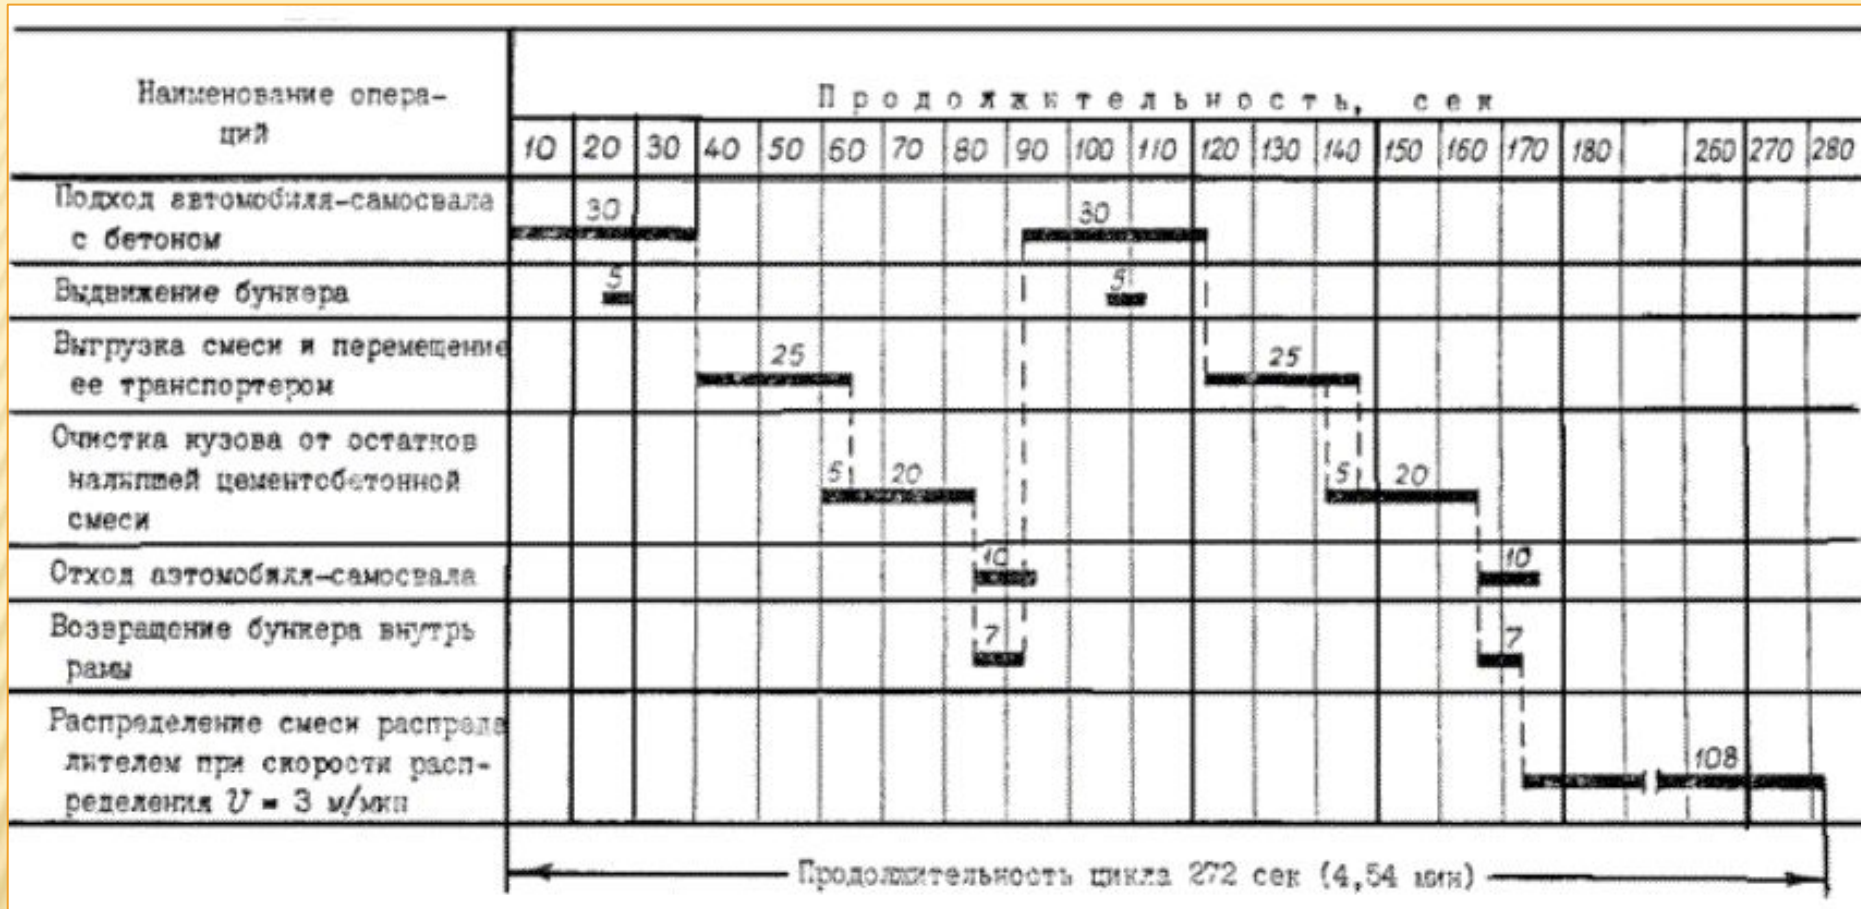 Наименование опера-
ций
Продолжительность, сек
10 20 30 40 50 60 70 80 90 100 110 120 130 140 150 160 170 180 260 270 280
Подход автомобиля-самосвала
с бетоном
30 30
Выдвижение бункера
5 5
Выгрузка смеси и перемещение
ее транспортером
25 25
Очистка кузова от остатков
налипшей цементобетонной
смеси
5 20 5 20
Отход автомобиля-самосвала
10 10
Возвращение бункера внутрь
рамы
7 7
Распределение смеси распреде
лителем при скорости расп-
ределения U = 3 м/мин
108
Продолжительность цикла 272 сек (4,54 мин)